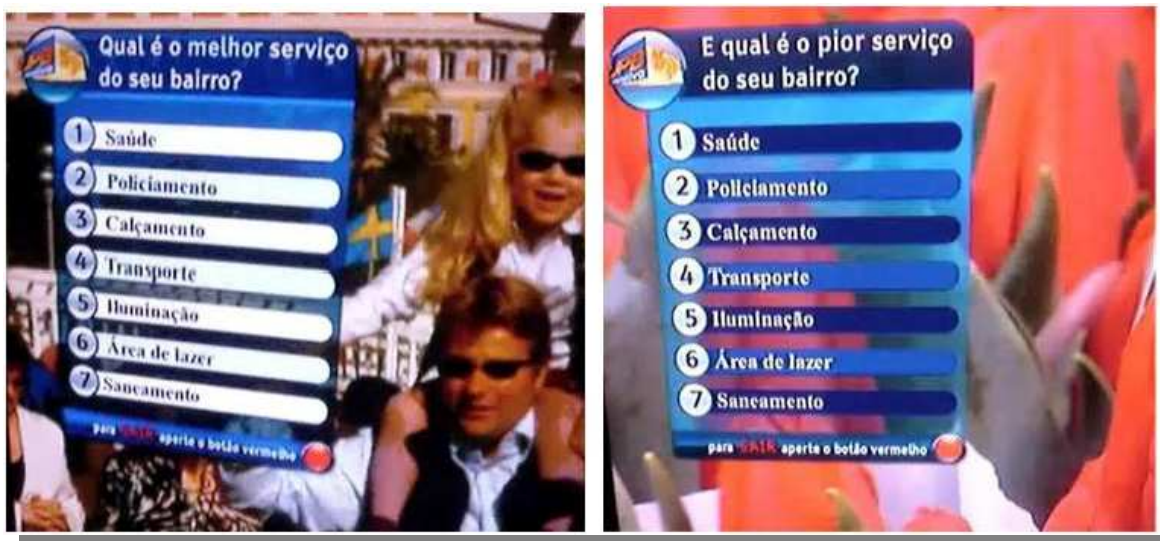 Qual é o melhor serviço
do seu bairro?
1 Saúde
2 Policiamento
3 Calçamento
4 Transporte
5 Iluminação
6 Área de lazer
7 Saneamento
para SAIR aperte o botão vermelho
E qual é o pior serviço
do seu bairro?
1 Saúde
2 Policiamento
3 Calçamento
4 Transporte
5 Iluminação
6 Área de lazer
7 Saneamento
para SAIR aperte o botão vermelho